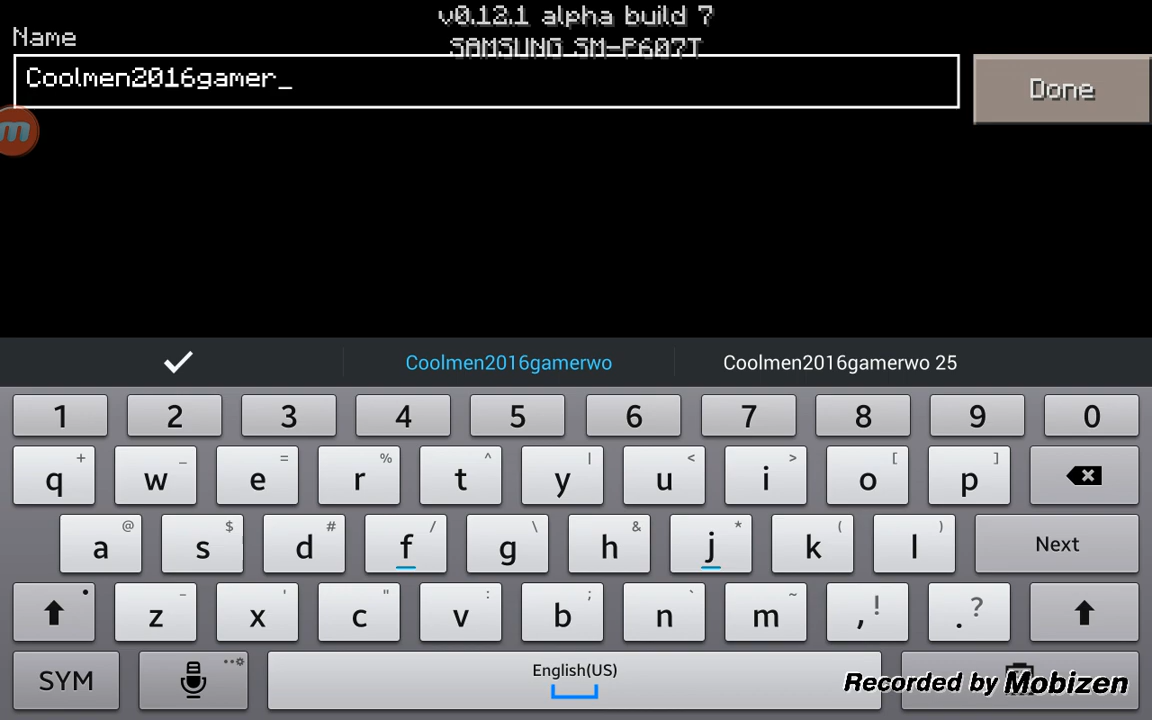 v0.12.1 alpha build 7
SAMSUNG SM-P607T
Name
Coolmen2016gamer_
Done
m
Coolmen2016gamerwo
Coolmen2016gamerwo 25
1 2 3 4 5 6 7 8 9 0
+ _ = % ^ | < > [ ]
q w e r t y u i o p
@ $ # / \ & * ( )
a s d f g h j k l Next
- ' " : ; ` ~ ! ?
z x c v b n m , .
SYM English(US)
Recorded by Mobizen